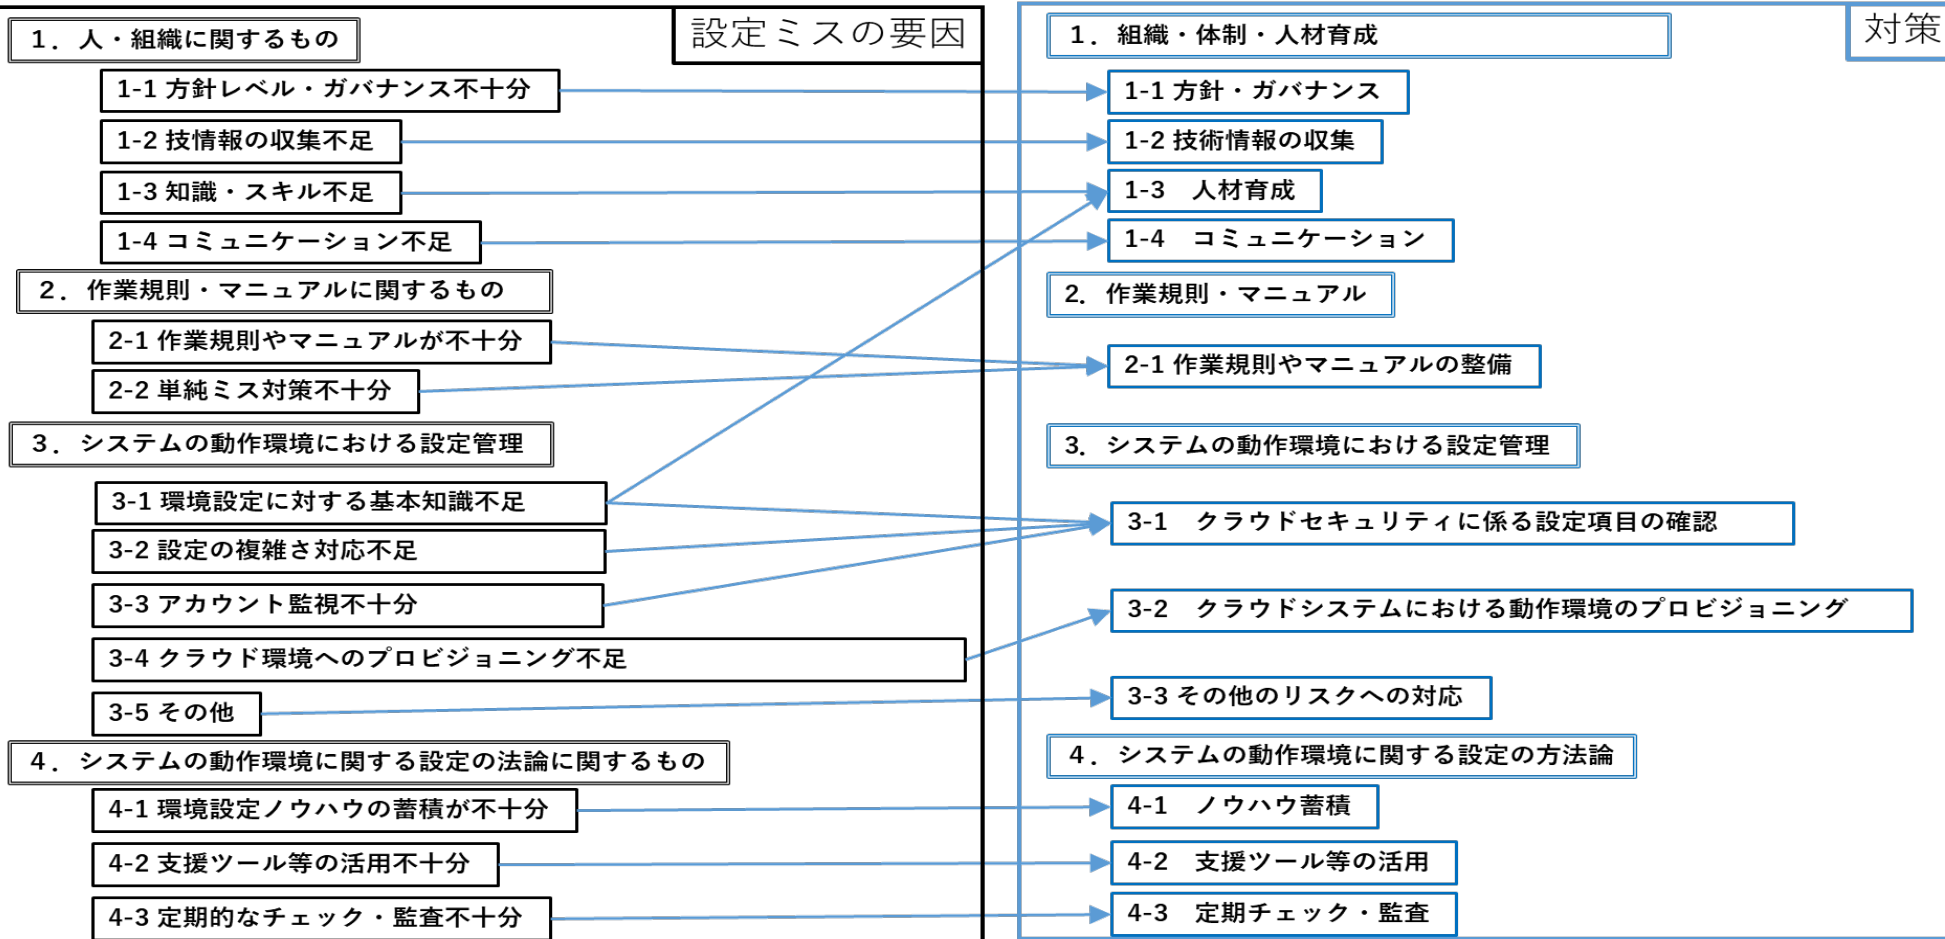 設定ミスの要因
1．人・組織に関するもの
1-1 方針レベル・ガバナンス不十分
1-2 技情報の収集不足
1-3 知識・スキル不足
1-4 コミュニケーション不足
2．作業規則・マニュアルに関するもの
2-1 作業規則やマニュアルが不十分
2-2 単純ミス対策不十分
3．システムの動作環境における設定管理
3-1 環境設定に対する基本知識不足
3-2 設定の複雑さ対応不足
3-3 アカウント監視不十分
3-4 クラウド環境へのプロビジョニング不足
3-5 その他
4．システムの動作環境に関する設定の法論に関するもの
4-1 環境設定ノウハウの蓄積が不十分
4-2 支援ツール等の活用不十分
4-3 定期的なチェック・監査不十分
対策
1．組織・体制・人材育成
1-1 方針・ガバナンス
1-2 技術情報の収集
1-3　人材育成
1-4　コミュニケーション
2．作業規則・マニュアル
2-1 作業規則やマニュアルの整備
3．システムの動作環境における設定管理
3-1　クラウドセキュリティに係る設定項目の確認
3-2　クラウドシステムにおける動作環境のプロビジョニング
3-3 その他のリスクへの対応
4．システムの動作環境に関する設定の方法論
4-1　ノウハウ蓄積
4-2　支援ツール等の活用
4-3　定期チェック・監査